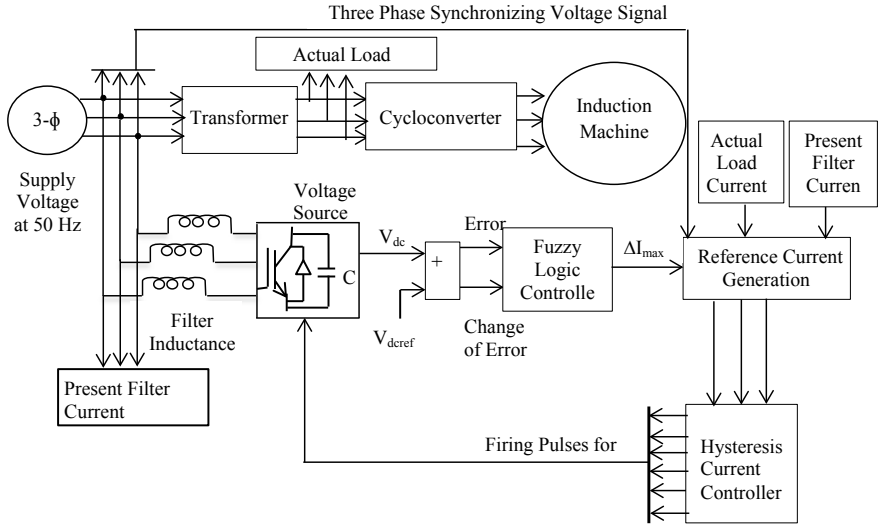 Three Phase Synchronizing Voltage Signal
Actual Load
3-ϕ
Transformer
Cycloconverter
Induction
Machine
Supply
Voltage
at 50 Hz
Actual
Load
Current
Present
Filter
Curren
Voltage
Source
C
Filter
Inductance
Vdc
+
Vdcref
Error
Change
of Error
Fuzzy
Logic
Controlle
ΔImax
Reference Current
Generation
Present Filter
Current
Firing Pulses for
Hysteresis
Current
Controller